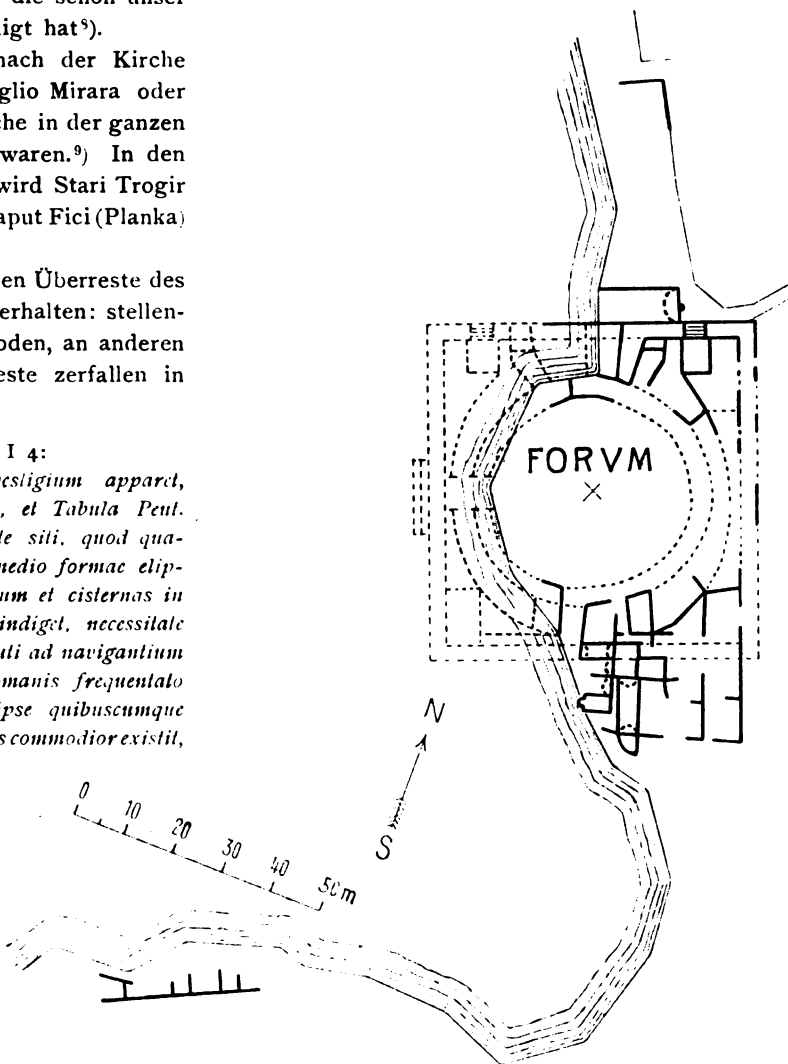 die schon unser
igt hat⁸).
nach der Kirche
glio Mirara oder
che in der ganzen
waren.⁹) In den
wird Stari Trogir
aput Fici (Planka)
en Überreste des
erhalten: stellen-
oden, an anderen
este zerfallen in
I 4:
estigium apparet,
, et Tabula Peut.
le siti, quod qua-
medio formae elip-
um et cisternas in
indiget, necessitate
uti ad navigantium
omanis frequentato
ipse quibuscumque
s commodior existit,
FORVM
N
S
0
10
20
30
40
50m